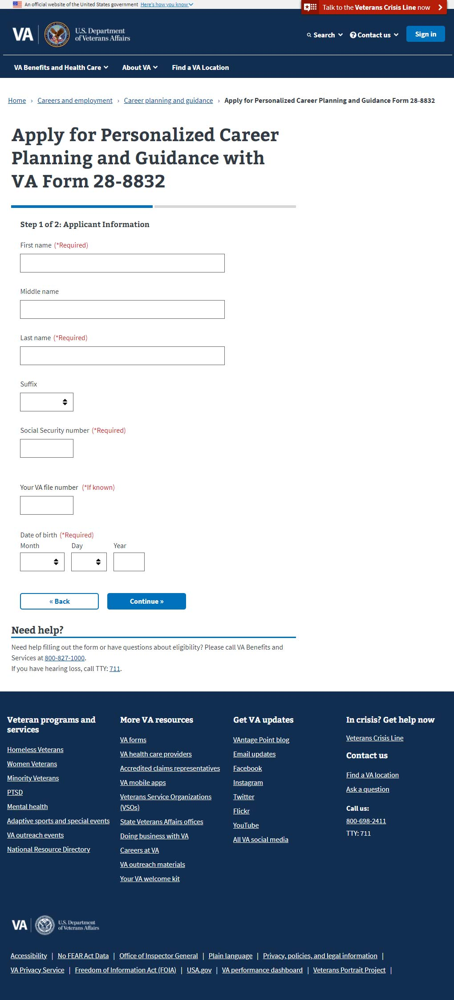 An official website of the United States government Here's how you know
Talk to the Veterans Crisis Line now
VA
U.S. Department
of Veterans Affairs
Search
Contact us
Sign in
VA Benefits and Health Care
About VA
Find a VA Location
Home › Careers and employment › Career planning and guidance › Apply for Personalized Career Planning and Guidance Form 28-8832
Apply for Personalized Career
Planning and Guidance with
VA Form 28-8832
Step 1 of 2: Applicant Information
First name (*Required)
Middle name
Last name (*Required)
Suffix
Social Security number (*Required)
Your VA file number (*If known)
Date of birth (*Required)
Month Day Year
« Back
Continue »
Need help?
Need help filling out the form or have questions about eligibility? Please call VA Benefits and
Services at 800-827-1000.
If you have hearing loss, call TTY: 711.
Veteran programs and
services
Homeless Veterans
Women Veterans
Minority Veterans
PTSD
Mental health
Adaptive sports and special events
VA outreach events
National Resource Directory
More VA resources
VA forms
VA health care providers
Accredited claims representatives
VA mobile apps
Veterans Service Organizations
(VSOs)
State Veterans Affairs offices
Doing business with VA
Careers at VA
VA outreach materials
Your VA welcome kit
Get VA updates
VAntage Point blog
Email updates
Facebook
Instagram
Twitter
Flickr
YouTube
All VA social media
In crisis? Get help now
Veterans Crisis Line
Contact us
Find a VA location
Ask a question
Call us:
800-698-2411
TTY: 711
VA
U.S. Department
of Veterans Affairs
Accessibility | No FEAR Act Data | Office of Inspector General | Plain language | Privacy, policies, and legal information |
VA Privacy Service | Freedom of Information Act (FOIA) | USA.gov | VA performance dashboard | Veterans Portrait Project |